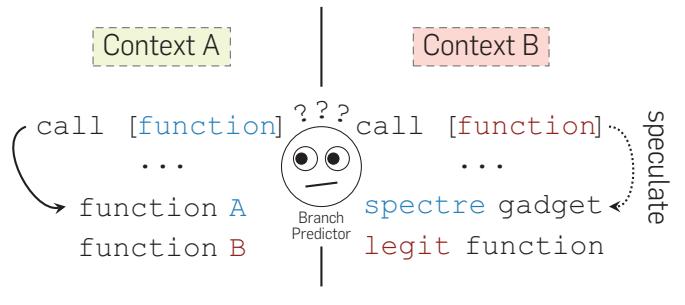 Context A
Context B
? ? ?
call [function]
call [function]
...
...
function A
spectre gadget
function B
legit function
Branch
Predictor
speculate